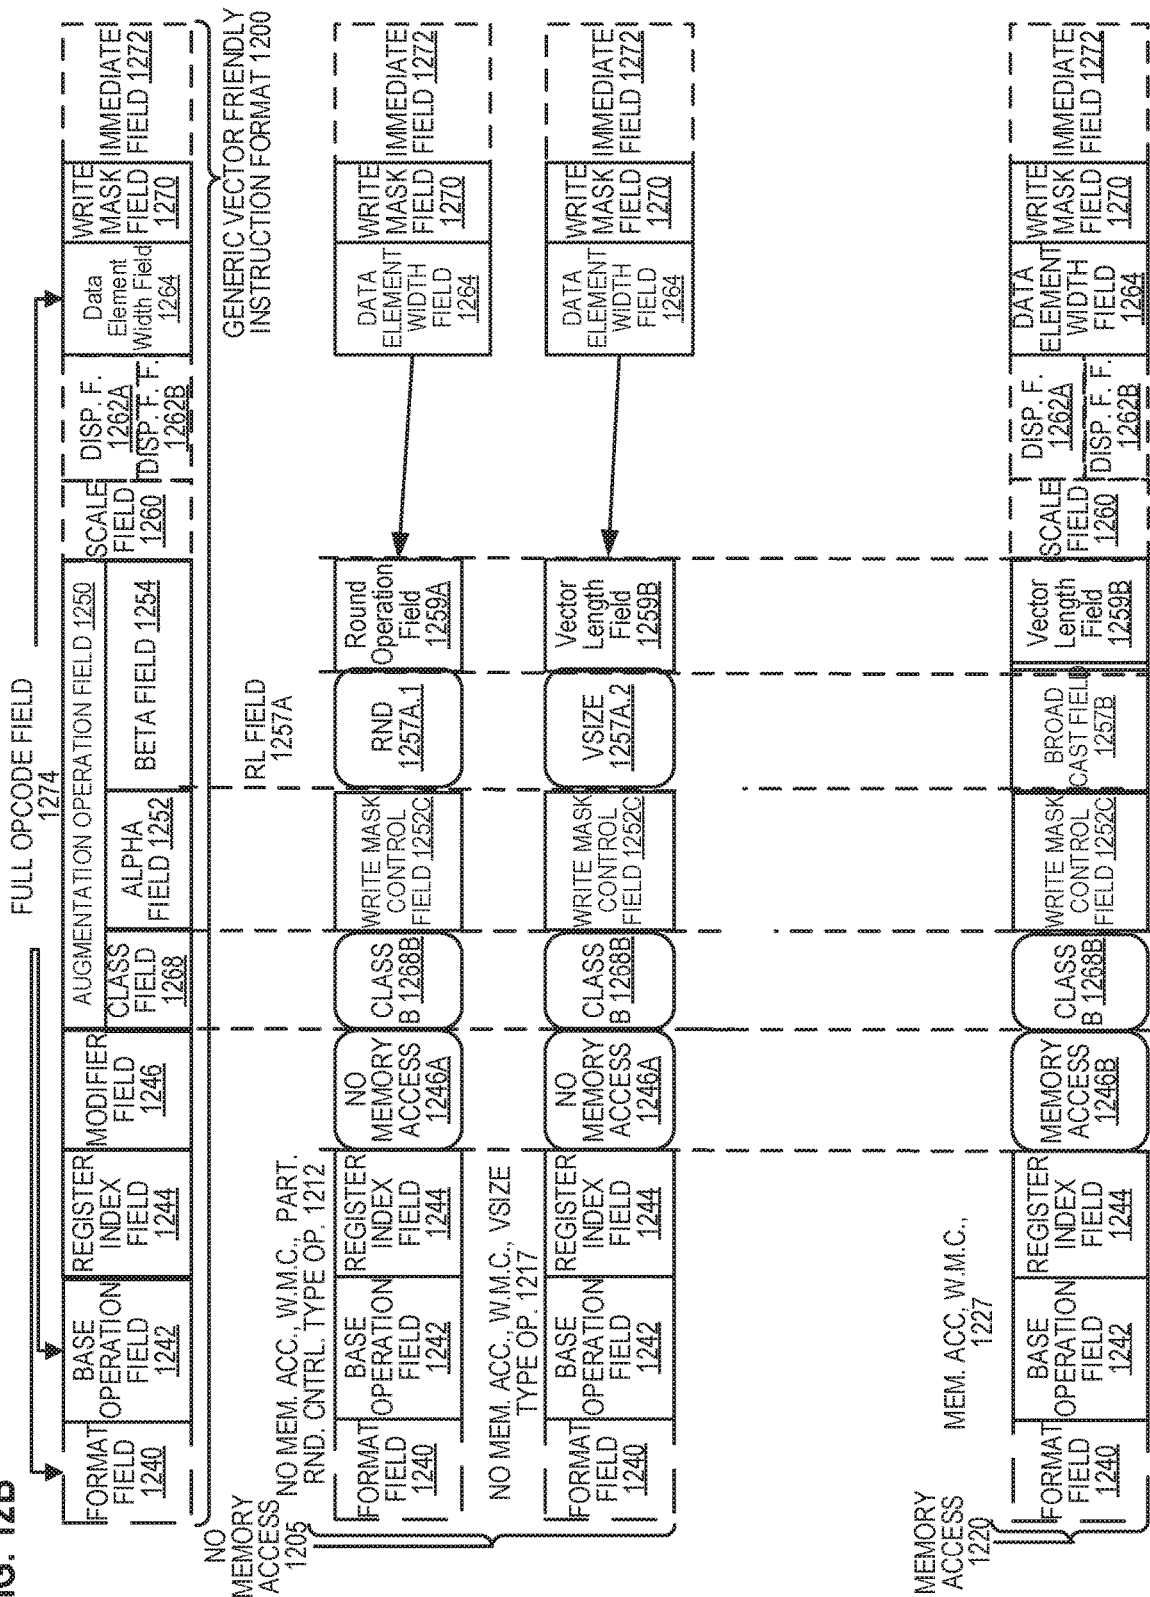 FIG. 12B
FULL OPCODE FIELD
1274
FORMAT
FIELD
1240
BASE
OPERATION
FIELD
1242
REGISTER
INDEX
FIELD
1244
MODIFIER
FIELD
1246
AUGMENTATION OPERATION FIELD 1250
CLASS
FIELD
1268
ALPHA
FIELD 1252
BETA FIELD 1254
SCALE
FIELD
1260
DISP. F.
1262A
DISP. F. F.
1262B
Data
Element
Width Field
1264
WRITE
MASK
FIELD
1270
IMMEDIATE
FIELD 1272
GENERIC VECTOR FRIENDLY
INSTRUCTION FORMAT 1200
NO
MEMORY
ACCESS
1205
RL FIELD
1257A
NO MEM. ACC., W.M.C., PART.
RND. CNTRL. TYPE OP. 1212
FORMAT
FIELD
1240
BASE
OPERATION
FIELD
1242
REGISTER
INDEX
FIELD
1244
NO
MEMORY
ACCESS
1246A
CLASS
B 1268B
WRITE MASK
CONTROL
FIELD 1252C
RND
1257A.1
Round
Operation
Field
1259A
DATA
ELEMENT
WIDTH
FIELD
1264
WRITE
MASK
FIELD
1270
IMMEDIATE
FIELD 1272
NO MEM. ACC., W.M.C., VSIZE
TYPE OP. 1217
FORMAT
FIELD
1240
BASE
OPERATION
FIELD
1242
REGISTER
INDEX
FIELD
1244
NO
MEMORY
ACCESS
1246A
CLASS
B 1268B
WRITE MASK
CONTROL
FIELD 1252C
VSIZE
1257A.2
Vector
Length
Field
1259B
DATA
ELEMENT
WIDTH
FIELD
1264
WRITE
MASK
FIELD
1270
IMMEDIATE
FIELD 1272
MEMORY
ACCESS
1220
MEM. ACC, W.M.C.,
1227
FORMAT
FIELD
1240
BASE
OPERATION
FIELD
1242
REGISTER
INDEX
FIELD
1244
MEMORY
ACCESS
1246B
CLASS
B 1268B
WRITE MASK
CONTROL
FIELD 1252C
BROAD
CAST FIELD
1257B
Vector
Length
Field
1259B
SCALE
FIELD
1260
DISP. F.
1262A
DISP. F. F.
1262B
DATA
ELEMENT
WIDTH
FIELD
1264
WRITE
MASK
FIELD
1270
IMMEDIATE
FIELD 1272